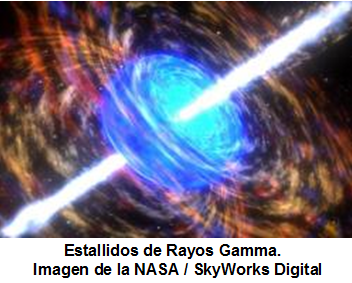 Estallidos de Rayos Gamma.
Imagen de la NASA / SkyWorks Digital